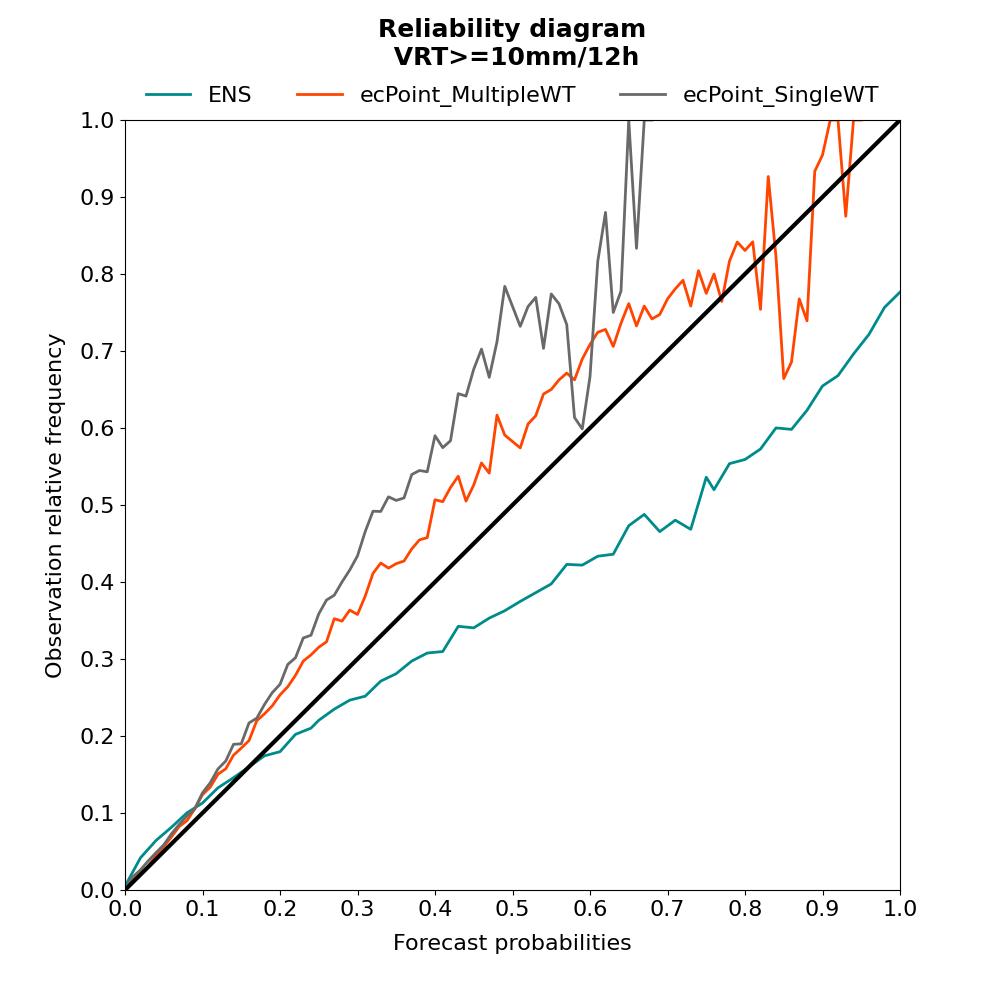 Reliability diagram
VRT>=10mm/12h
ENS ecPoint_MultipleWT ecPoint_SingleWT
1.0
0.9
0.8
0.7
0.6
0.5
0.4
0.3
0.2
0.1
0.0
Observation relative frequency
0.0 0.1 0.2 0.3 0.4 0.5 0.6 0.7 0.8 0.9 1.0
Forecast probabilities